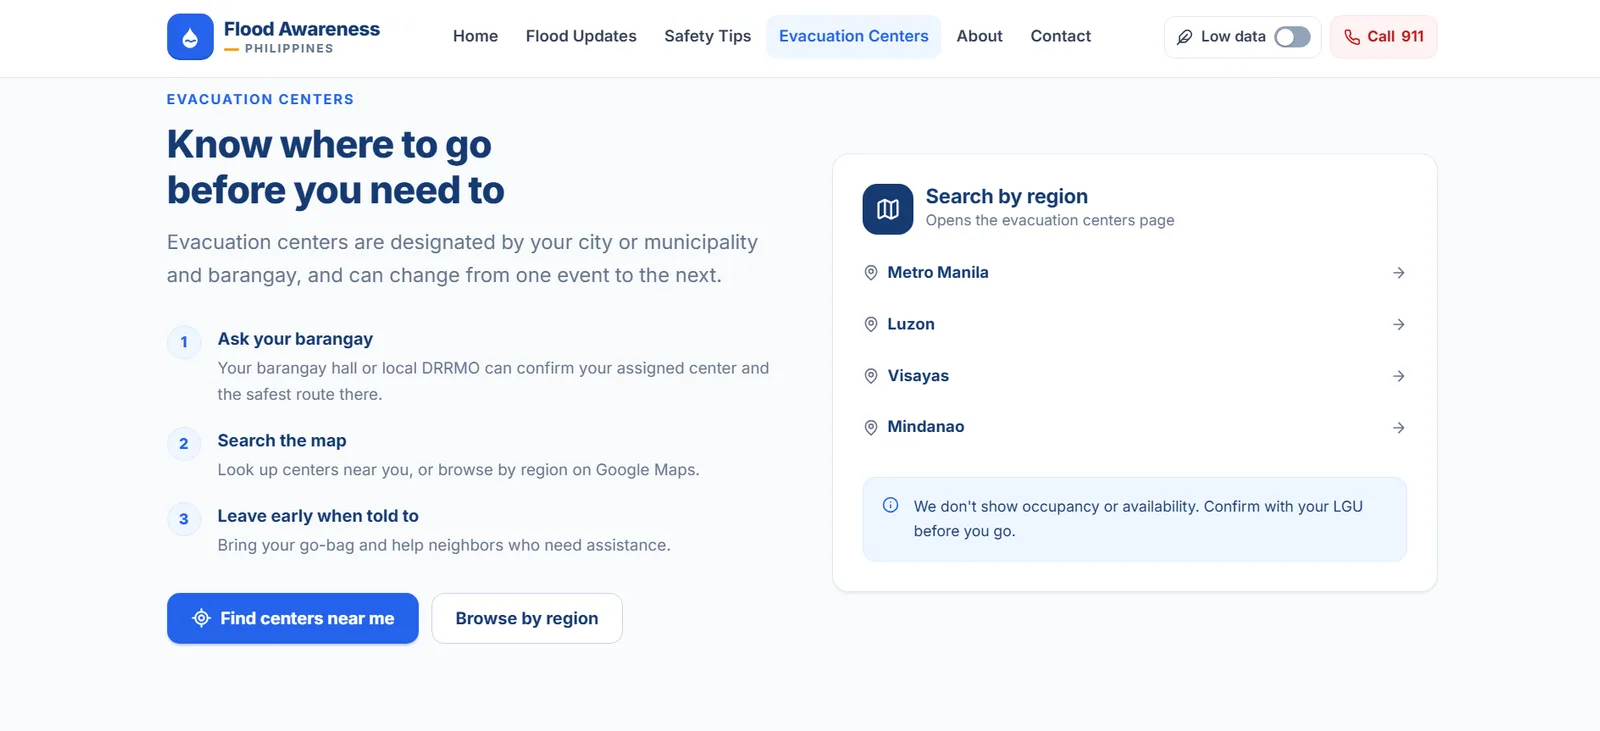 Flood Awareness
PHILIPPINES
Home
Flood Updates
Safety Tips
Evacuation Centers
About
Contact
Low data
Call 911
EVACUATION CENTERS
Know where to go
before you need to
Evacuation centers are designated by your city or municipality
and barangay, and can change from one event to the next.
1
Ask your barangay
Your barangay hall or local DRRMO can confirm your assigned center and
the safest route there.
2
Search the map
Look up centers near you, or browse by region on Google Maps.
3
Leave early when told to
Bring your go-bag and help neighbors who need assistance.
Find centers near me
Browse by region
Search by region
Opens the evacuation centers page
Metro Manila
Luzon
Visayas
Mindanao
We don't show occupancy or availability. Confirm with your LGU
before you go.